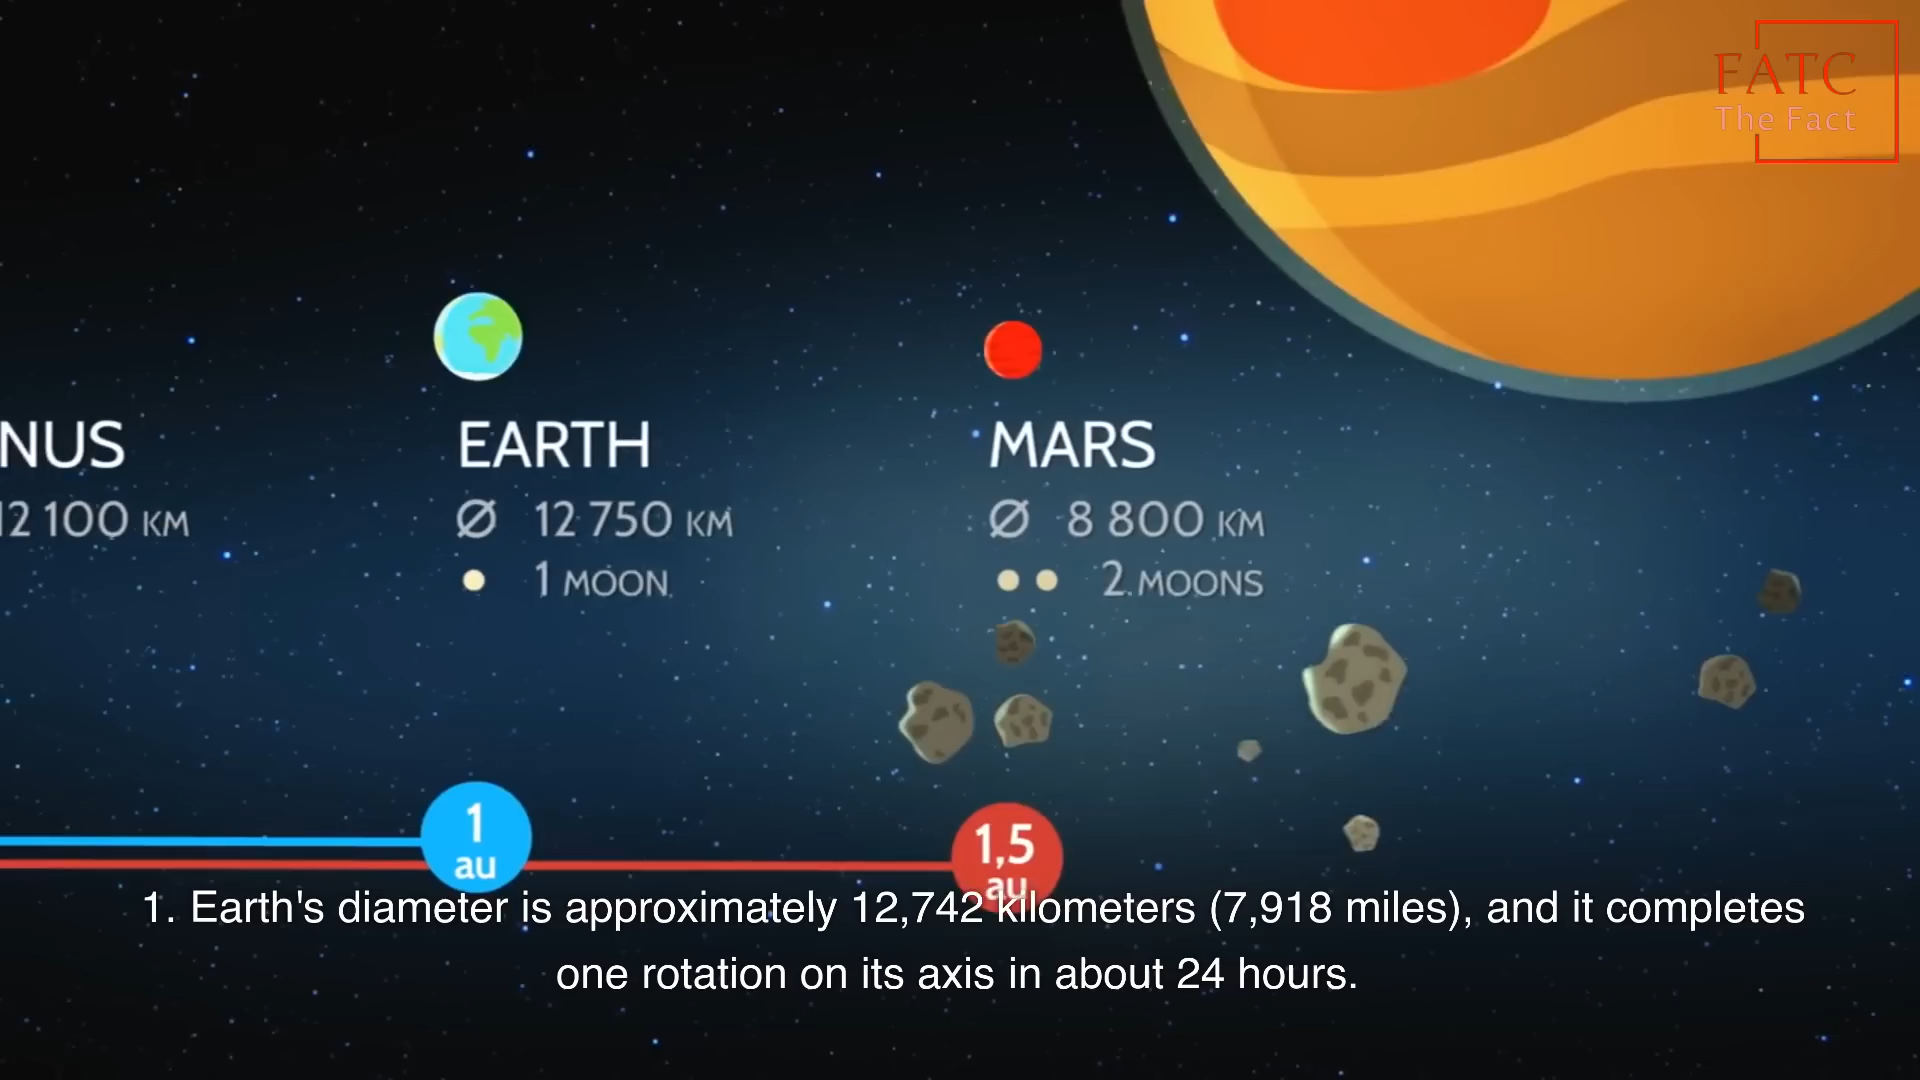 FATC
The Fact
NUS
EARTH
MARS
12 100 KM
Ø 12 750 KM
Ø 8 800 KM
1 MOON
2 MOONS
1
au
1,5
au
1. Earth's diameter is approximately 12,742 kilometers (7,918 miles), and it completes
one rotation on its axis in about 24 hours.